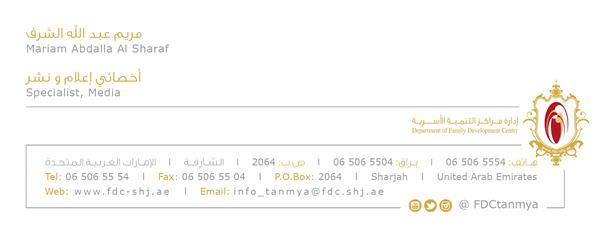 مريم عبد الله الشرف
Mariam Abdalla Al Sharaf
أخصائي إعلام و نشر
Specialist, Media
إدارة مراكز التنمية الأسرية
Department of Family Development Center
هاتف: 5554 506 06 | براق: 5504 506 06 | ص.ب: 2064 | الشارقة | الإمارات العربية المتحدة
Tel: 06 506 55 54 | Fax: 06 506 55 04 | P.O.Box: 2064 | Sharjah | United Arab Emirates
Web: www.fdc-shj.ae | Email: info_tanmya@fdc.shj.ae
@ FDCtanmya